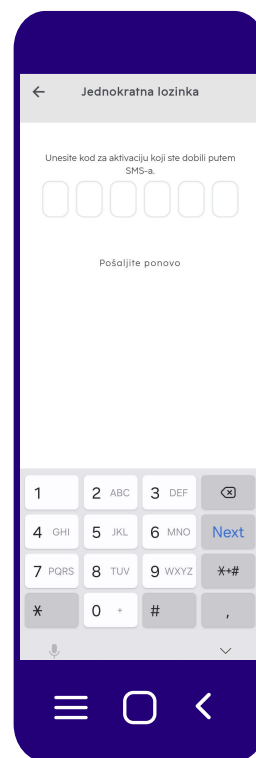 Jednokratna lozinka
Unesite kod za aktivaciju koji ste dobili putem
SMS-a.
Pošaljite ponovo
1 2 ABC 3 DEF
4 GHI 5 JKL 6 MNO Next
7 PQRS 8 TUV 9 WXYZ *+#
* 0 + # ,